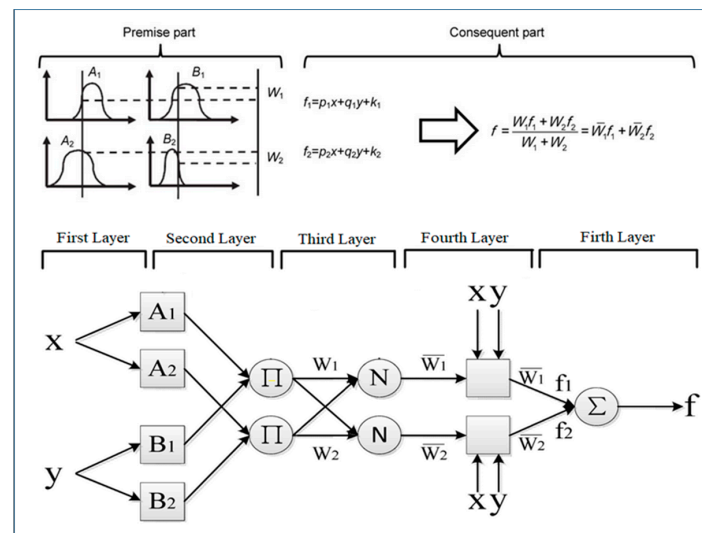 Premise part
Consequent part
A₁
B₁
W₁
f₁=p₁x+q₁y+k₁
A₂
B₂
W₂
f₂=p₂x+q₂y+k₂
f = (W₁f₁+W₂f₂)/(W₁+W₂) = W̅₁f₁+W̅₂f₂
First Layer Second Layer Third Layer Fourth Layer Firth Layer
x y
A₁
x
A₂
Π W₁ N W̅₁ W̅₁ f₁
Σ f
B₁
y
B₂
Π W₂ N W̅₂ W̅₂ f₂
x y